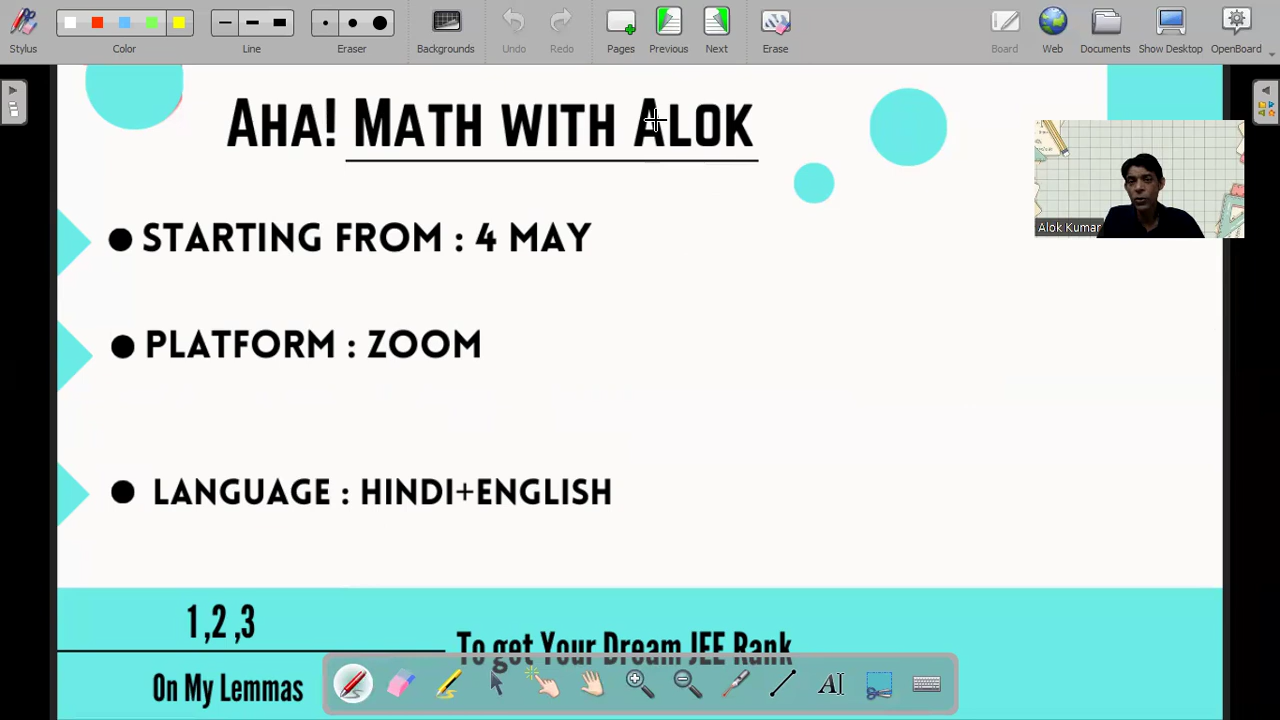 Stylus
Color
Line
Eraser
Backgrounds
Undo
Redo
Pages
Previous
Next
Erase
Board
Web
Documents
Show Desktop
OpenBoard
AHA! MATH WITH ALOK
Alok Kumar
STARTING FROM : 4 MAY
PLATFORM : ZOOM
LANGUAGE : HINDI+ENGLISH
1,2 ,3
To get Your Dream JEE Rank
On My Lemmas
AI